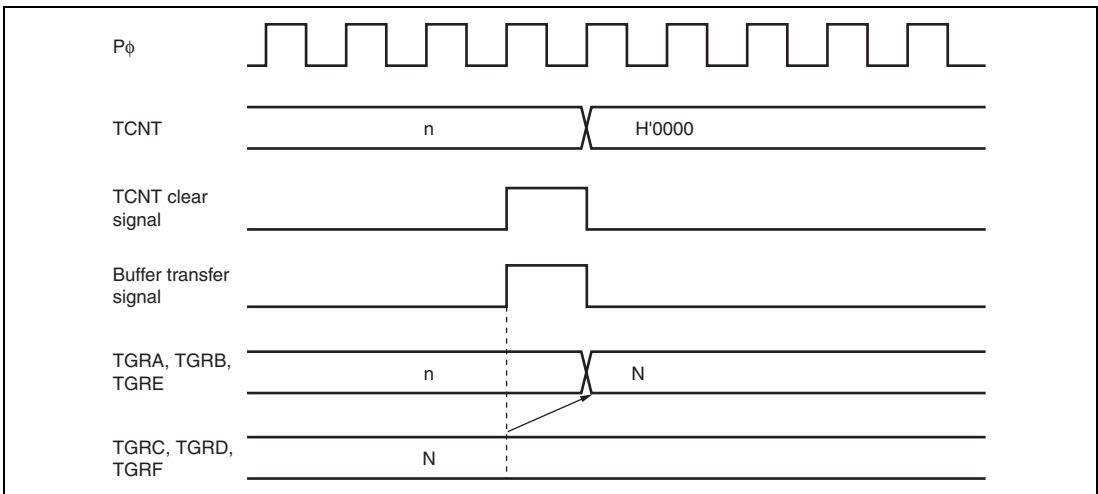 Pϕ
TCNT
n
H'0000
TCNT clear
signal
Buffer transfer
signal
TGRA, TGRB,
TGRE
n
N
TGRC, TGRD,
TGRF
N